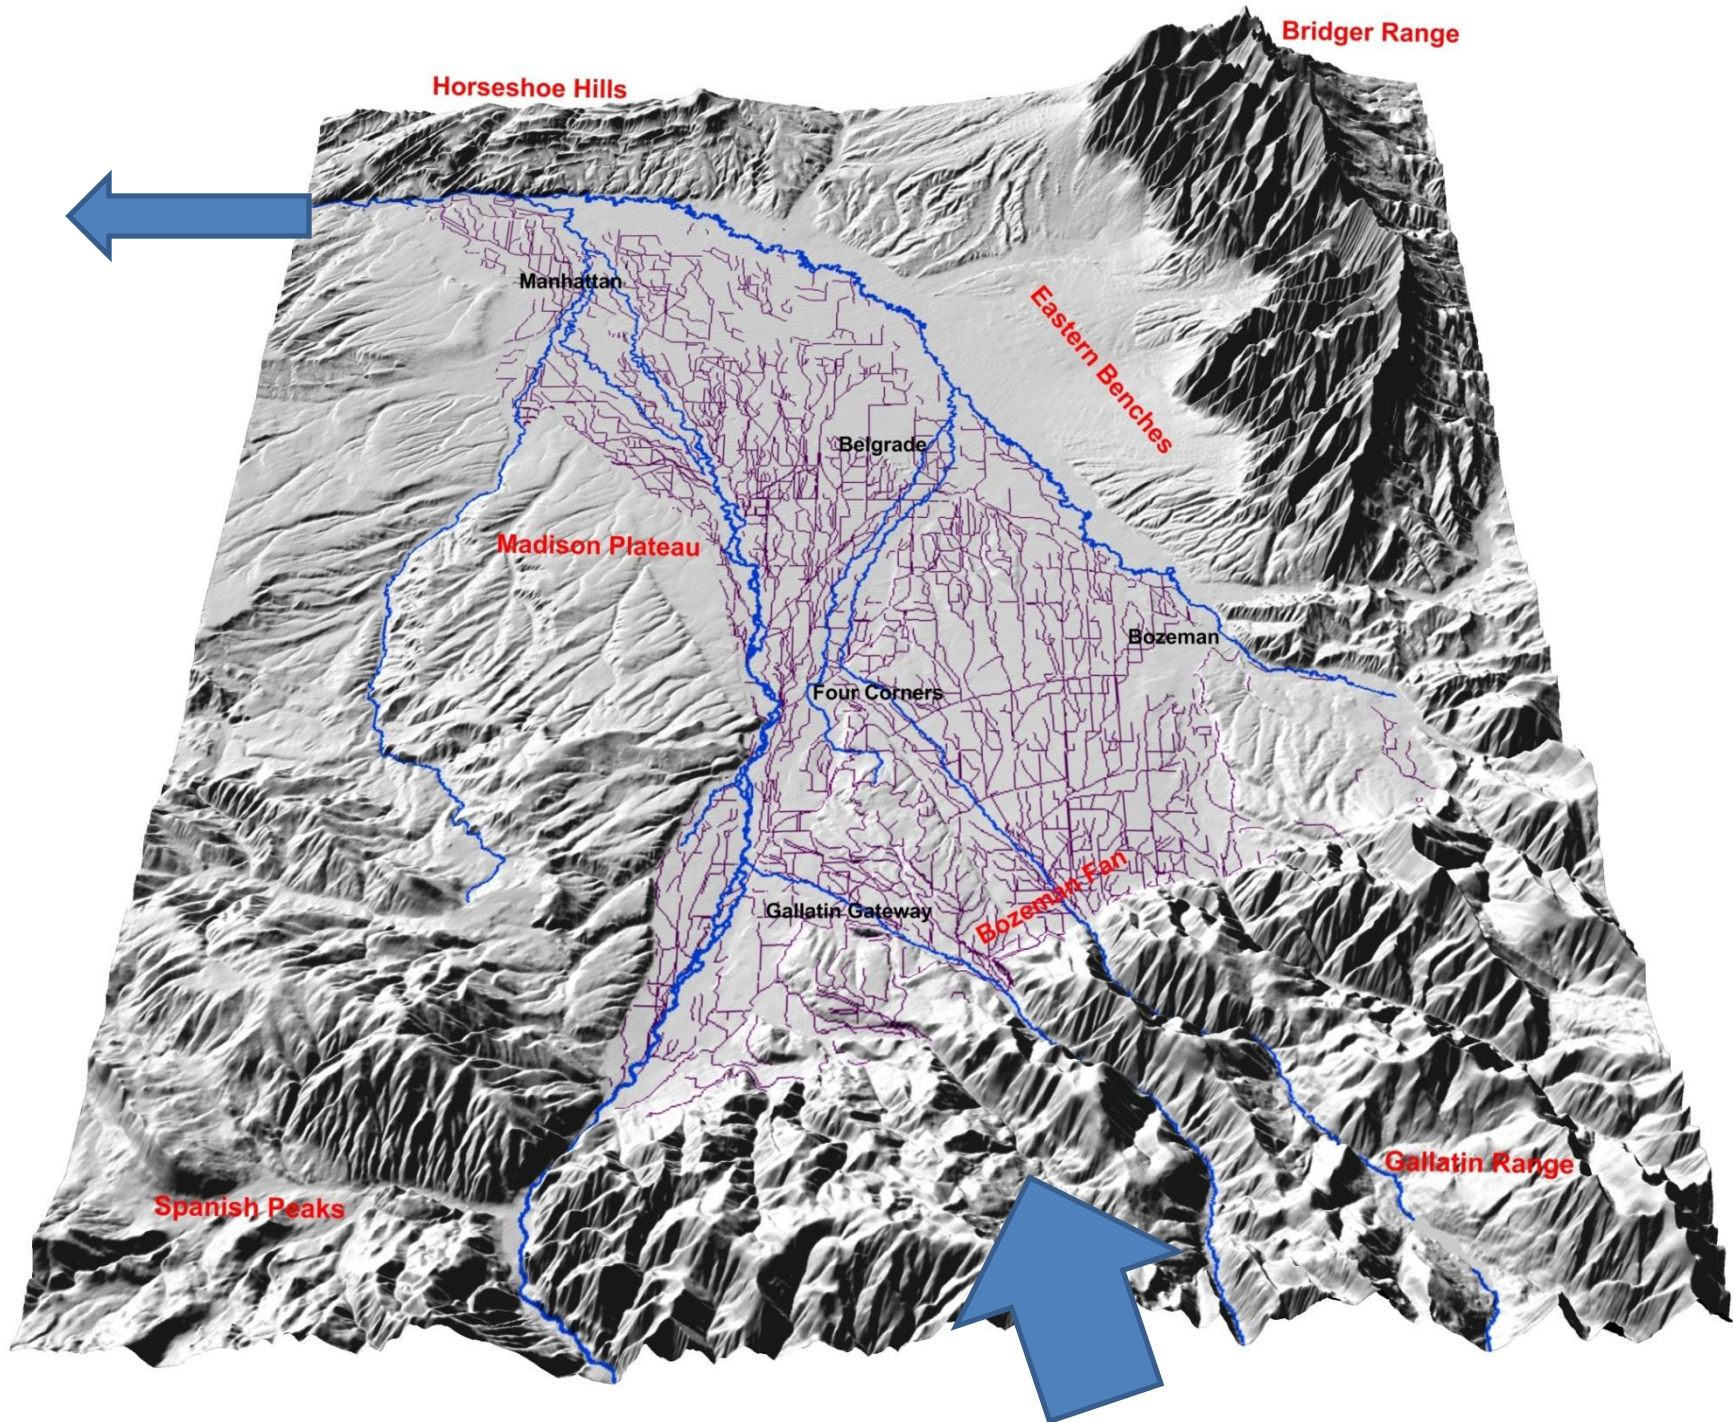 Bridger Range
Horseshoe Hills
Manhattan
Eastern Benches
Belgrade
Madison Plateau
Bozeman
Four Corners
Bozeman Fan
Gallatin Gateway
Gallatin Range
Spanish Peaks